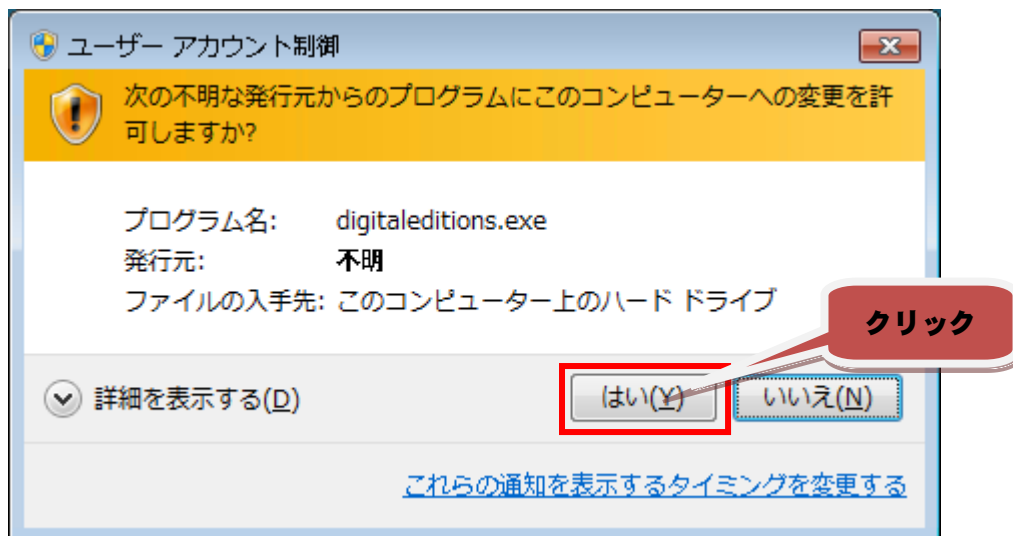 ユーザー アカウント制御
次の不明な発行元からのプログラムにこのコンピューターへの変更を許
可しますか?
プログラム名: digitaleditions.exe
発行元: 不明
ファイルの入手先: このコンピューター上のハード ドライブ
クリック
詳細を表示する(D)
はい(Y) いいえ(N)
これらの通知を表示するタイミングを変更する